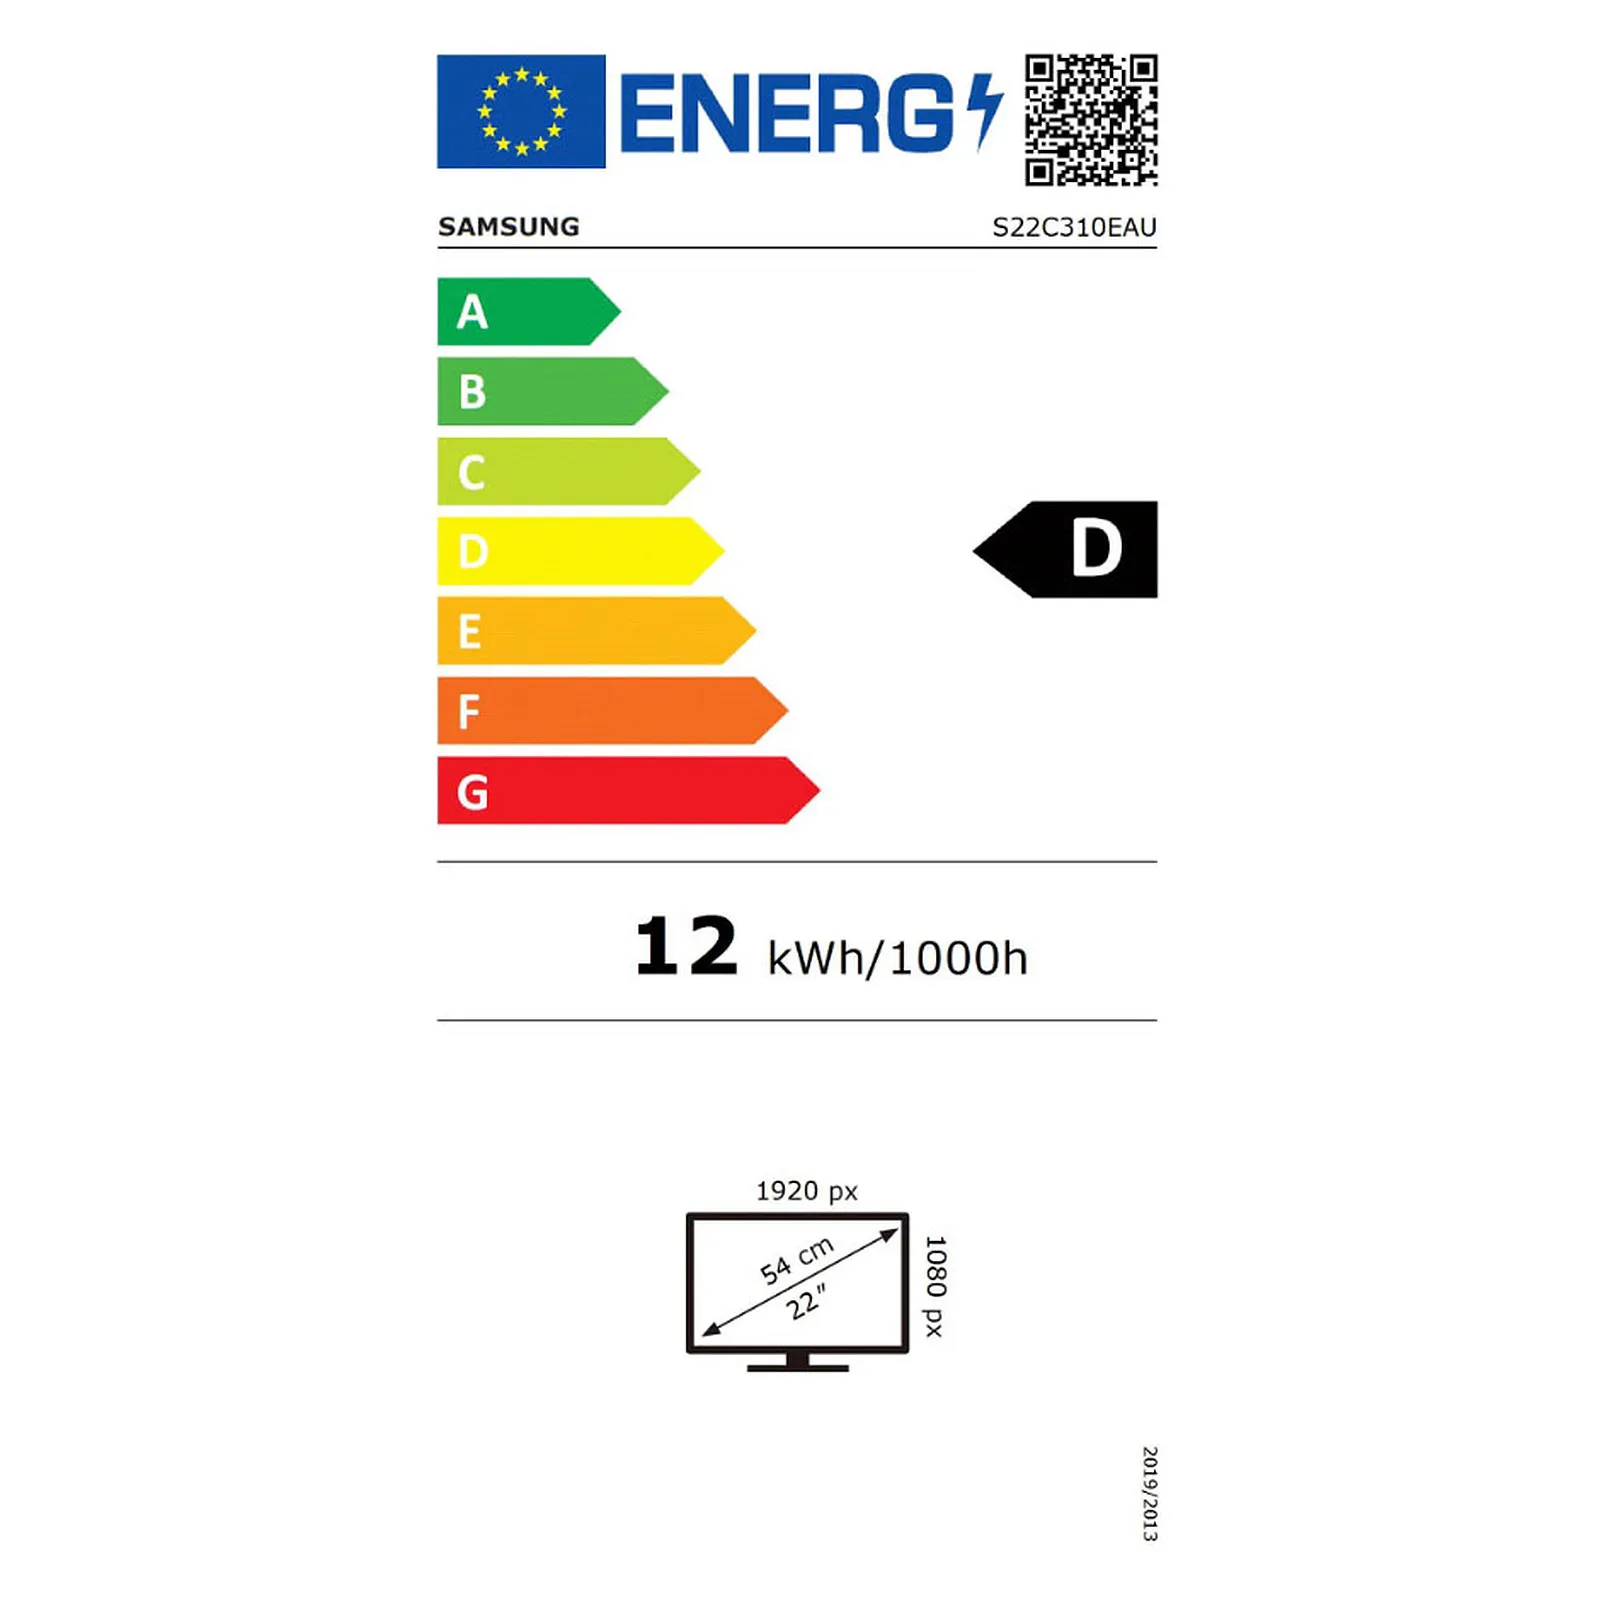 ENERG
SAMSUNG S22C310EAU
A
B
C
D
D
E
F
G
12 kWh/1000h
1920 px
54 cm
22"
1080 px
2019/2013